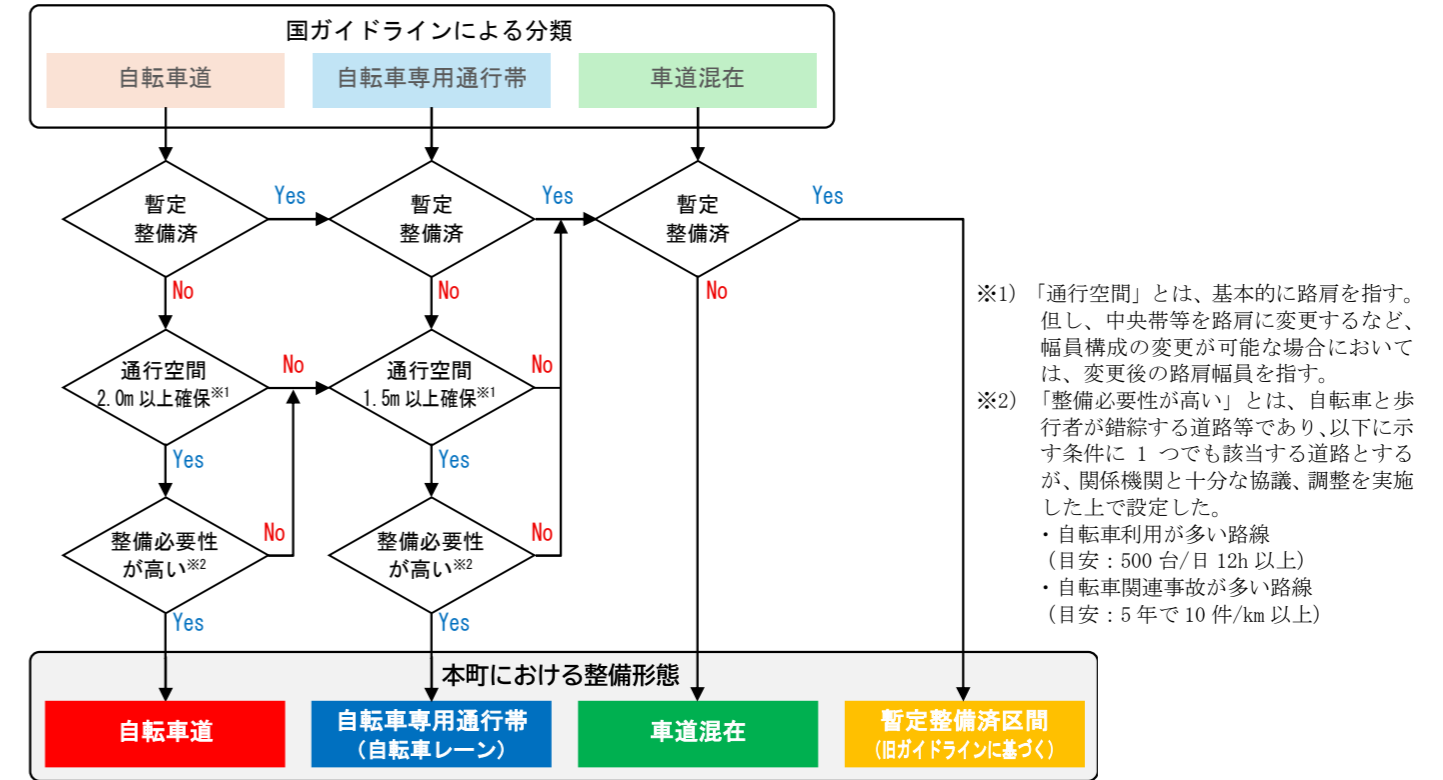 国ガイドラインによる分類
自転車道
自転車専用通行帯
車道混在
暫定
整備済
Yes
暫定
整備済
Yes
暫定
整備済
Yes
No
No
No
通行空間
2.0m以上確保※1
No
通行空間
1.5m以上確保※1
No
Yes
Yes
整備必要性
が高い※2
No
整備必要性
が高い※2
No
Yes
Yes
本町における整備形態
自転車道
自転車専用通行帯
(自転車レーン)
車道混在
暫定整備済区間
(旧ガイドラインに基づく)
※1) 「通行空間」とは、基本的に路肩を指す。
但し、中央帯等を路肩に変更するなど、
幅員構成の変更が可能な場合において
は、変更後の路肩幅員を指す。
※2) 「整備必要性が高い」とは、自転車と歩
行者が錯綜する道路等であり、以下に示
す条件に 1 つでも該当する道路とする
が、関係機関と十分な協議、調整を実施
した上で設定した。
・自転車利用が多い路線
(目安：500 台/日 12h 以上)
・自転車関連事故が多い路線
(目安：5 年で 10 件/km 以上)